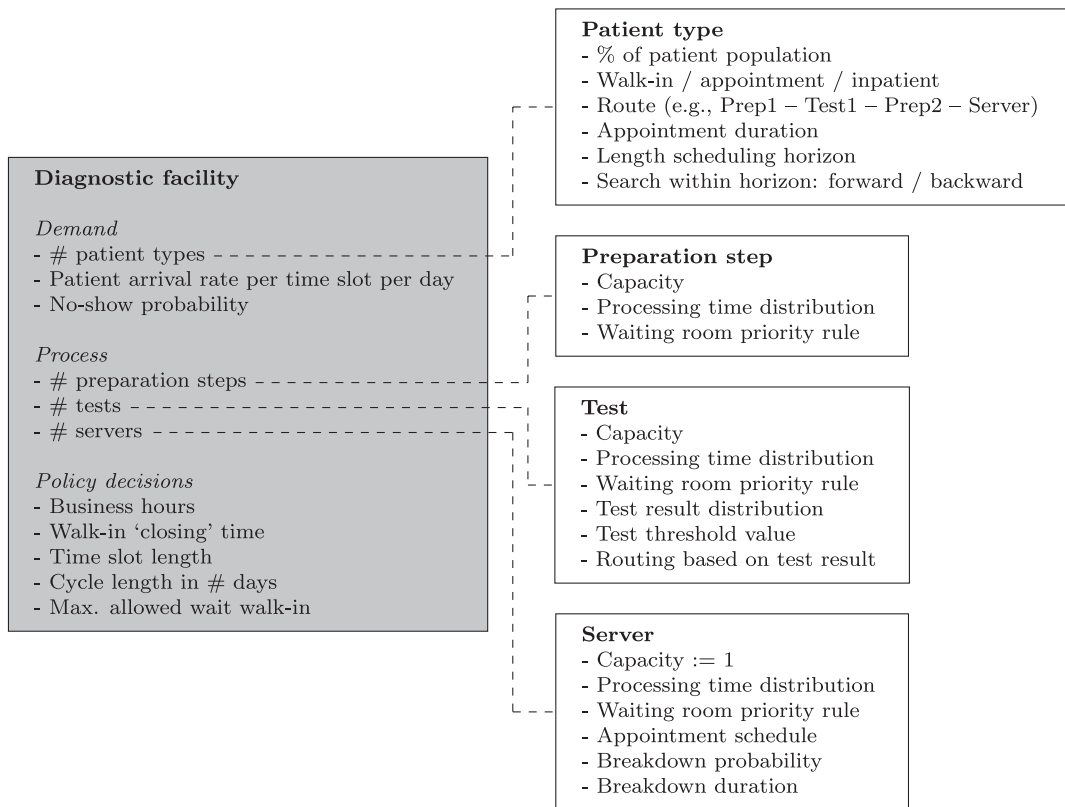 Diagnostic facility
Demand
- # patient types
- Patient arrival rate per time slot per day
- No-show probability
Process
- # preparation steps
- # tests
- # servers
Policy decisions
- Business hours
- Walk-in ‘closing’ time
- Time slot length
- Cycle length in # days
- Max. allowed wait walk-in
Patient type
- % of patient population
- Walk-in / appointment / inpatient
- Route (e.g., Prep1 – Test1 – Prep2 – Server)
- Appointment duration
- Length scheduling horizon
- Search within horizon: forward / backward
Preparation step
- Capacity
- Processing time distribution
- Waiting room priority rule
Test
- Capacity
- Processing time distribution
- Waiting room priority rule
- Test result distribution
- Test threshold value
- Routing based on test result
Server
- Capacity := 1
- Processing time distribution
- Waiting room priority rule
- Appointment schedule
- Breakdown probability
- Breakdown duration